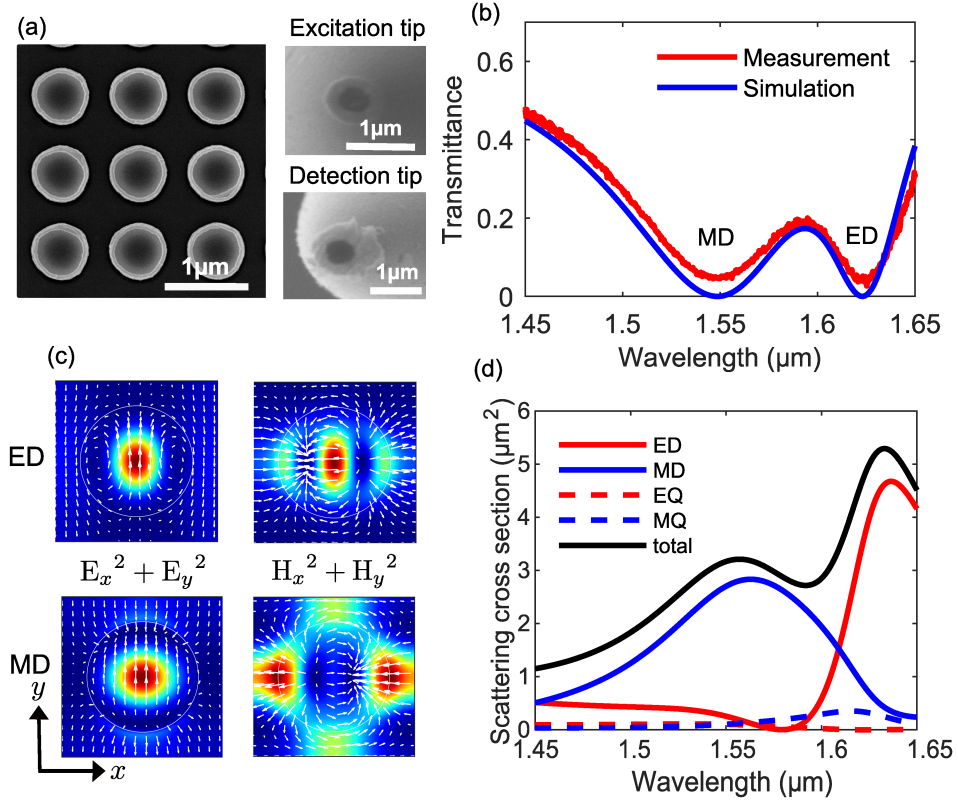 (a)
Excitation tip
1μm
Detection tip
1μm
1μm
(b)
Transmittance
0.6
0.4
0.2
0
Measurement
Simulation
MD
ED
1.45
1.5
1.55
1.6
1.65
Wavelength (μm)
(c)
ED
Eₓ² + Eᵧ²
Hₓ² + Hᵧ²
MD
y
x
(d)
Scattering cross section (μm²)
6
5
4
3
2
1
0
ED
MD
EQ
MQ
total
1.45
1.5
1.55
1.6
1.65
Wavelength (μm)